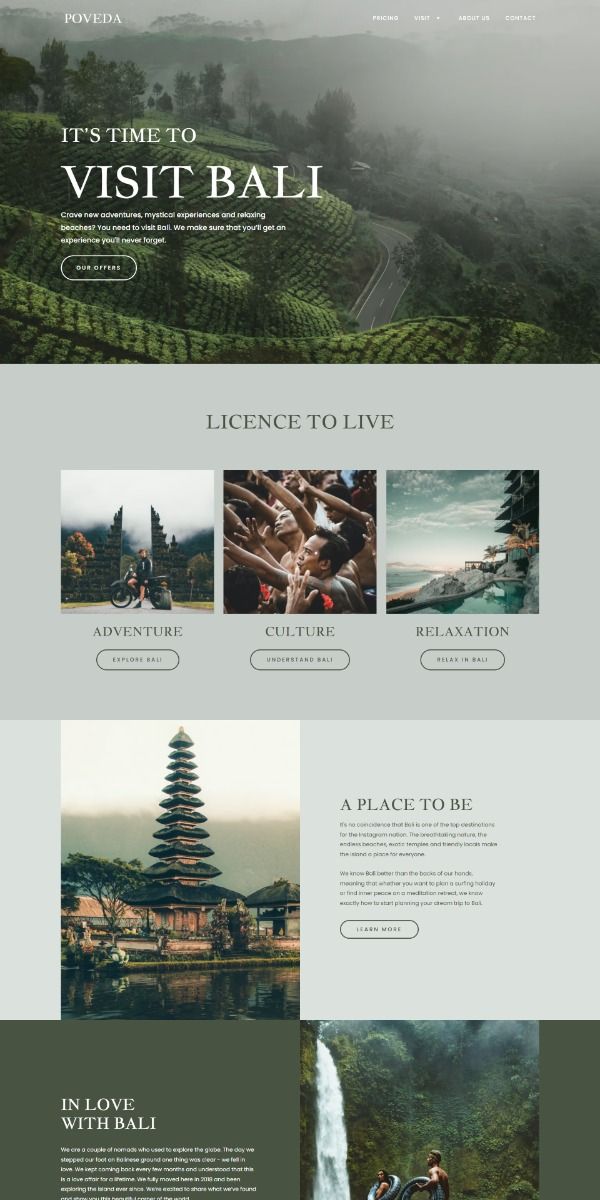 POVEDA
PRICING
VISIT
ABOUT US
CONTACT
IT'S TIME TO
VISIT BALI
Crave new adventures, mystical experiences and relaxing
beaches? You need to visit Bali. We make sure that you'll get an
experience you'll never forget.
OUR OFFERS
LICENCE TO LIVE
ADVENTURE
CULTURE
RELAXATION
EXPLORE BALI
UNDERSTAND BALI
RELAX IN BALI
A PLACE TO BE
It's no coincidence that Bali is one of the top destinations
for the Instagram nation. The breathtaking nature, the
endless beaches, exotic temples and friendly locals make
the island a place for everyone.
We know Bali better than the backs of our hands,
meaning that whether you want to plan a surfing holiday
or find inner peace on a meditation retreat, we know
exactly how to start planning your dream trip to Bali.
LEARN MORE
IN LOVE
WITH BALI
We are a couple of nomads who used to explore the globe. The day we
stepped our foot on Balinese ground one thing was clear - we fell in
love. We kept coming back every few months and understood that this
is a love affair for a lifetime. We fully moved here in 2018 and been
exploring the island ever since. We're excited to share what we've found
and show you this beautiful corner of the world.